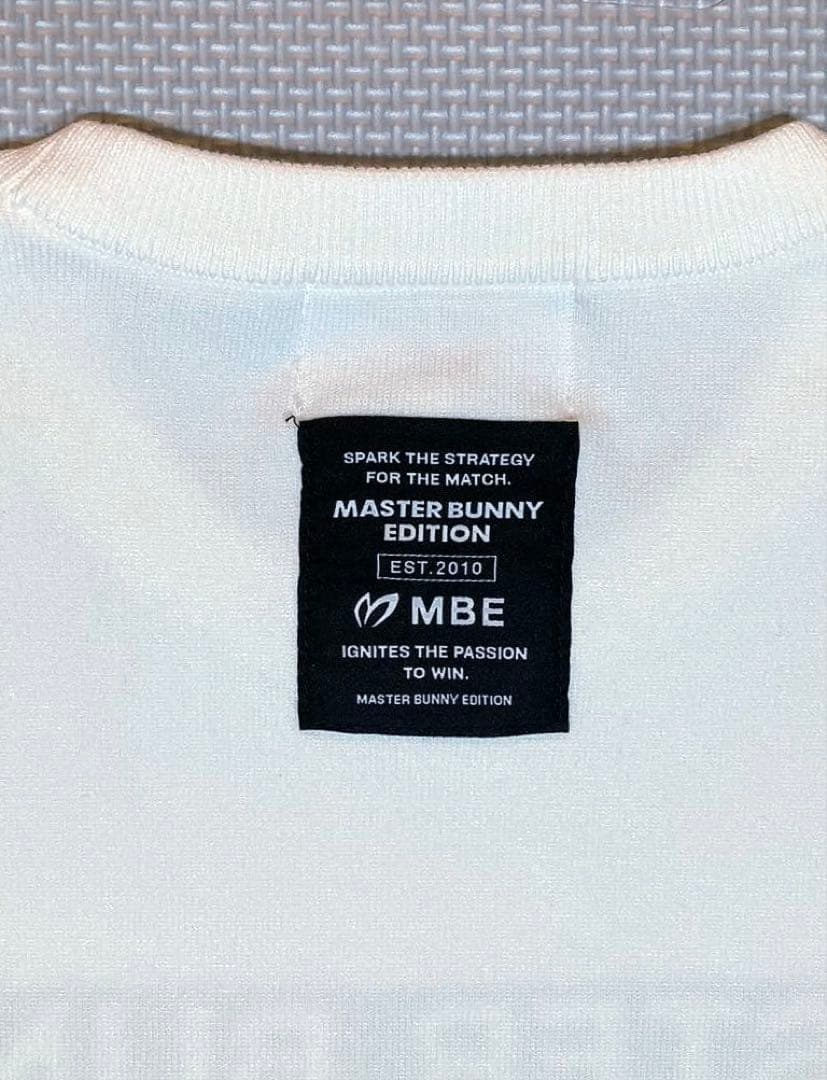 SPARK THE STRATEGY
FOR THE MATCH.
MASTER BUNNY
EDITION
EST.2010
MBE
IGNITES THE PASSION
TO WIN.
MASTER BUNNY EDITION